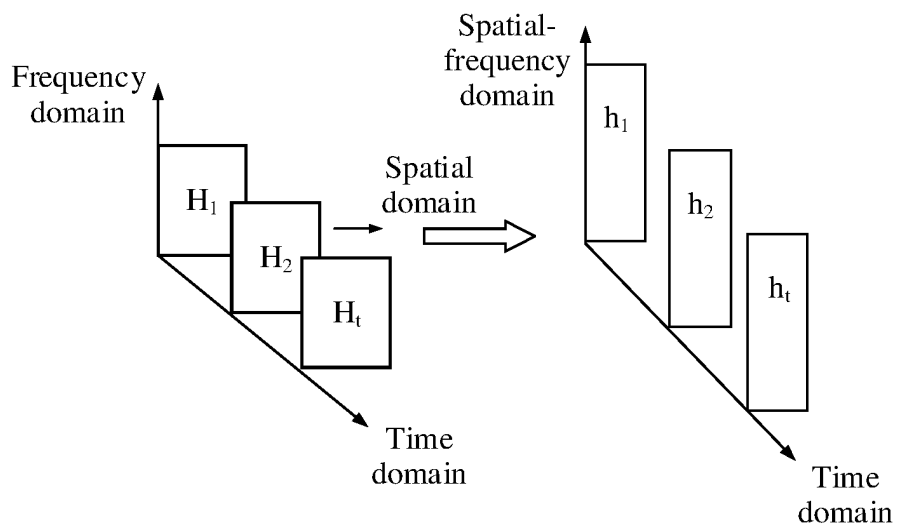 Frequency
domain
H1
H2
Ht
Spatial
domain
Time
domain
Spatial-
frequency
domain
h1
h2
ht
Time
domain